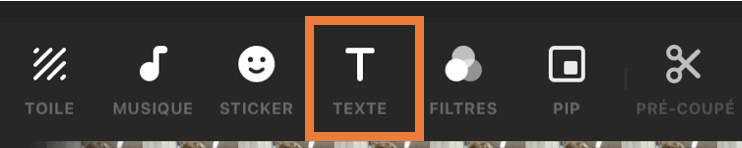 TOILE MUSIQUE STICKER TEXTE FILTRES PIP PRÉ-COUPÉ